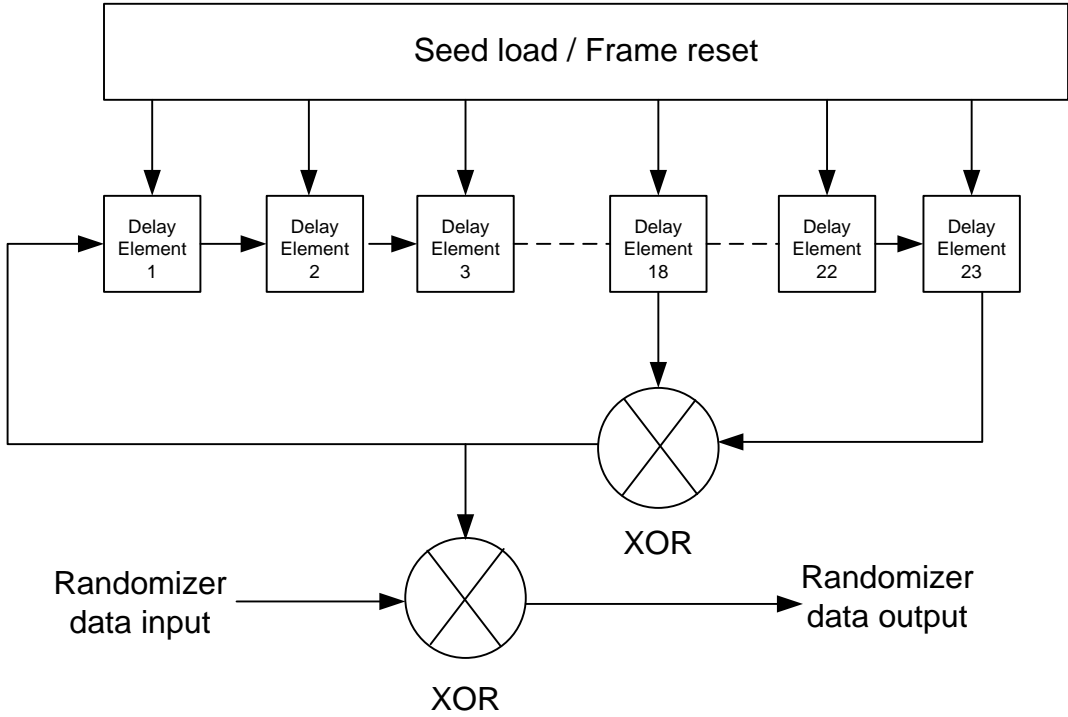 Seed load / Frame reset
Delay
Element
1
Delay
Element
2
Delay
Element
3
Delay
Element
18
Delay
Element
22
Delay
Element
23
XOR
Randomizer
data input
Randomizer
data output
XOR